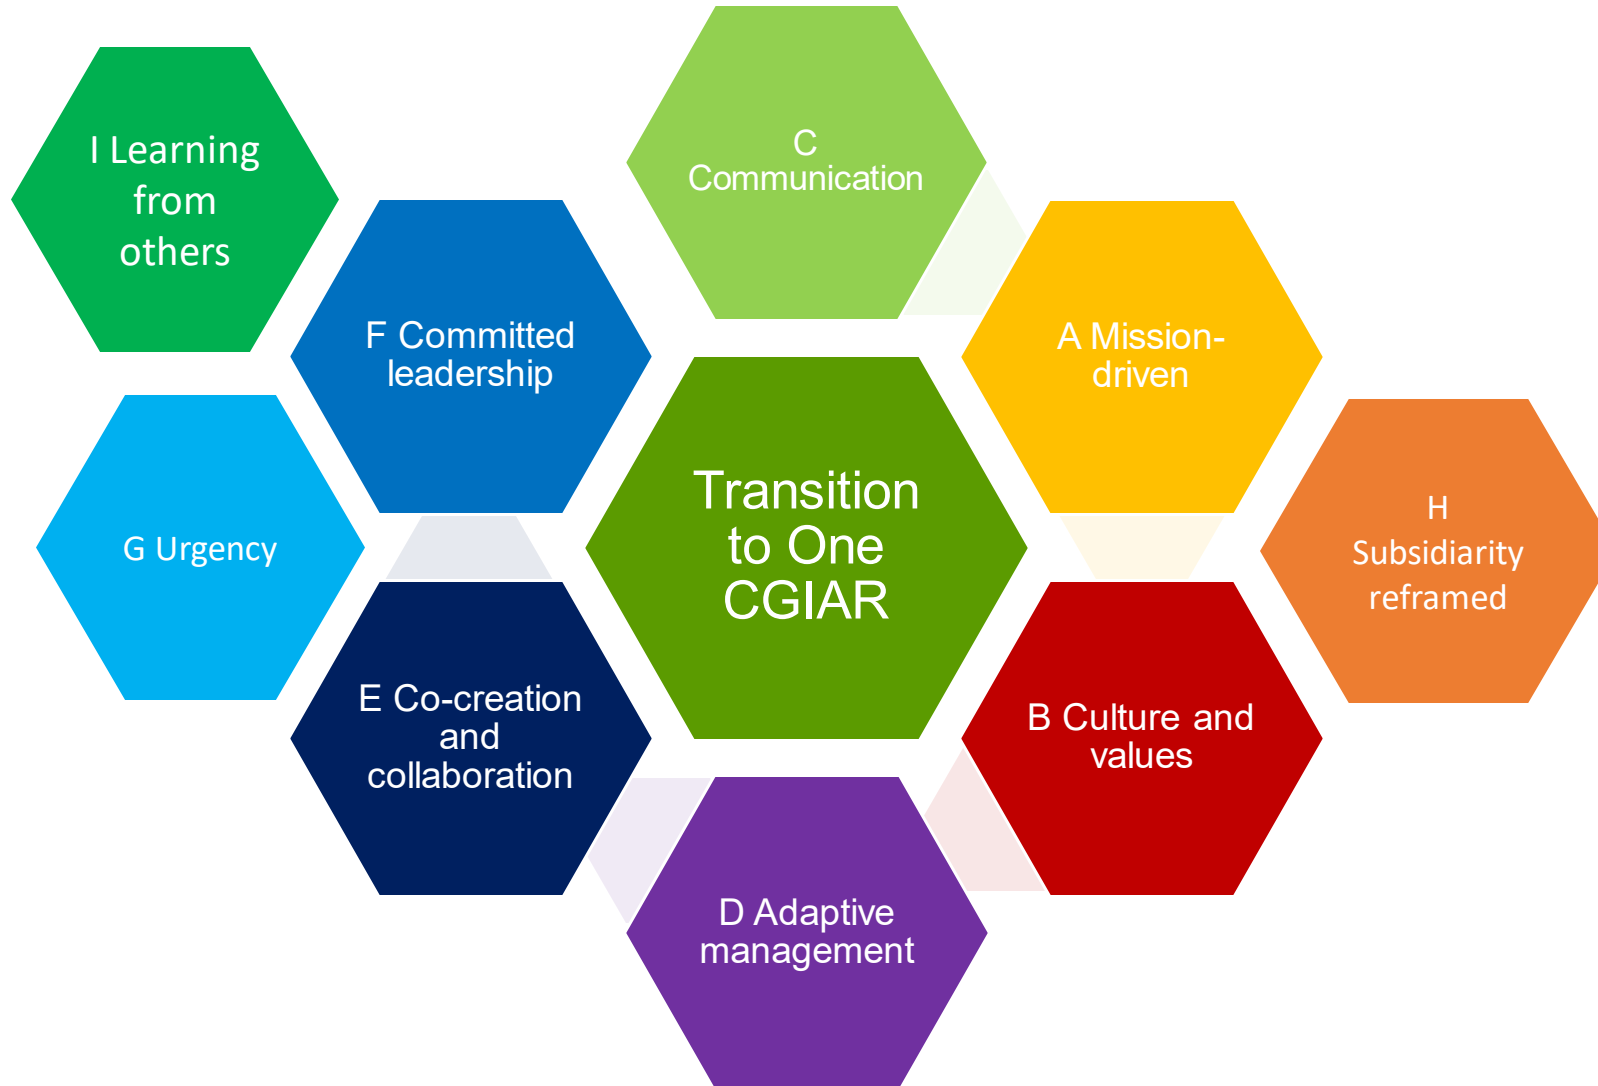 C
Communication
I Learning
from
others
F Committed
leadership
A Mission-
driven
Transition
to One
CGIAR
G Urgency
H
Subsidiarity
reframed
E Co-creation
and
collaboration
B Culture and
values
D Adaptive
management